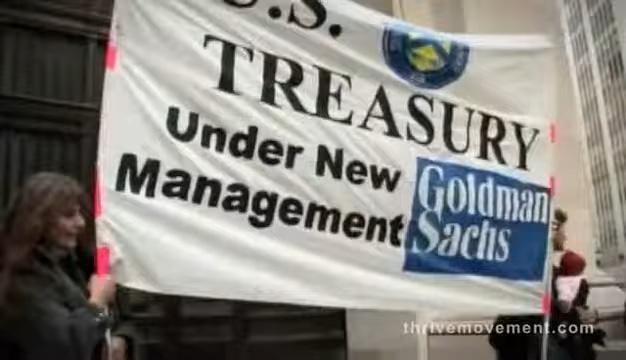 U.S.
TREASURY
Under New
Management
Goldman
Sachs
thrivemovement.com